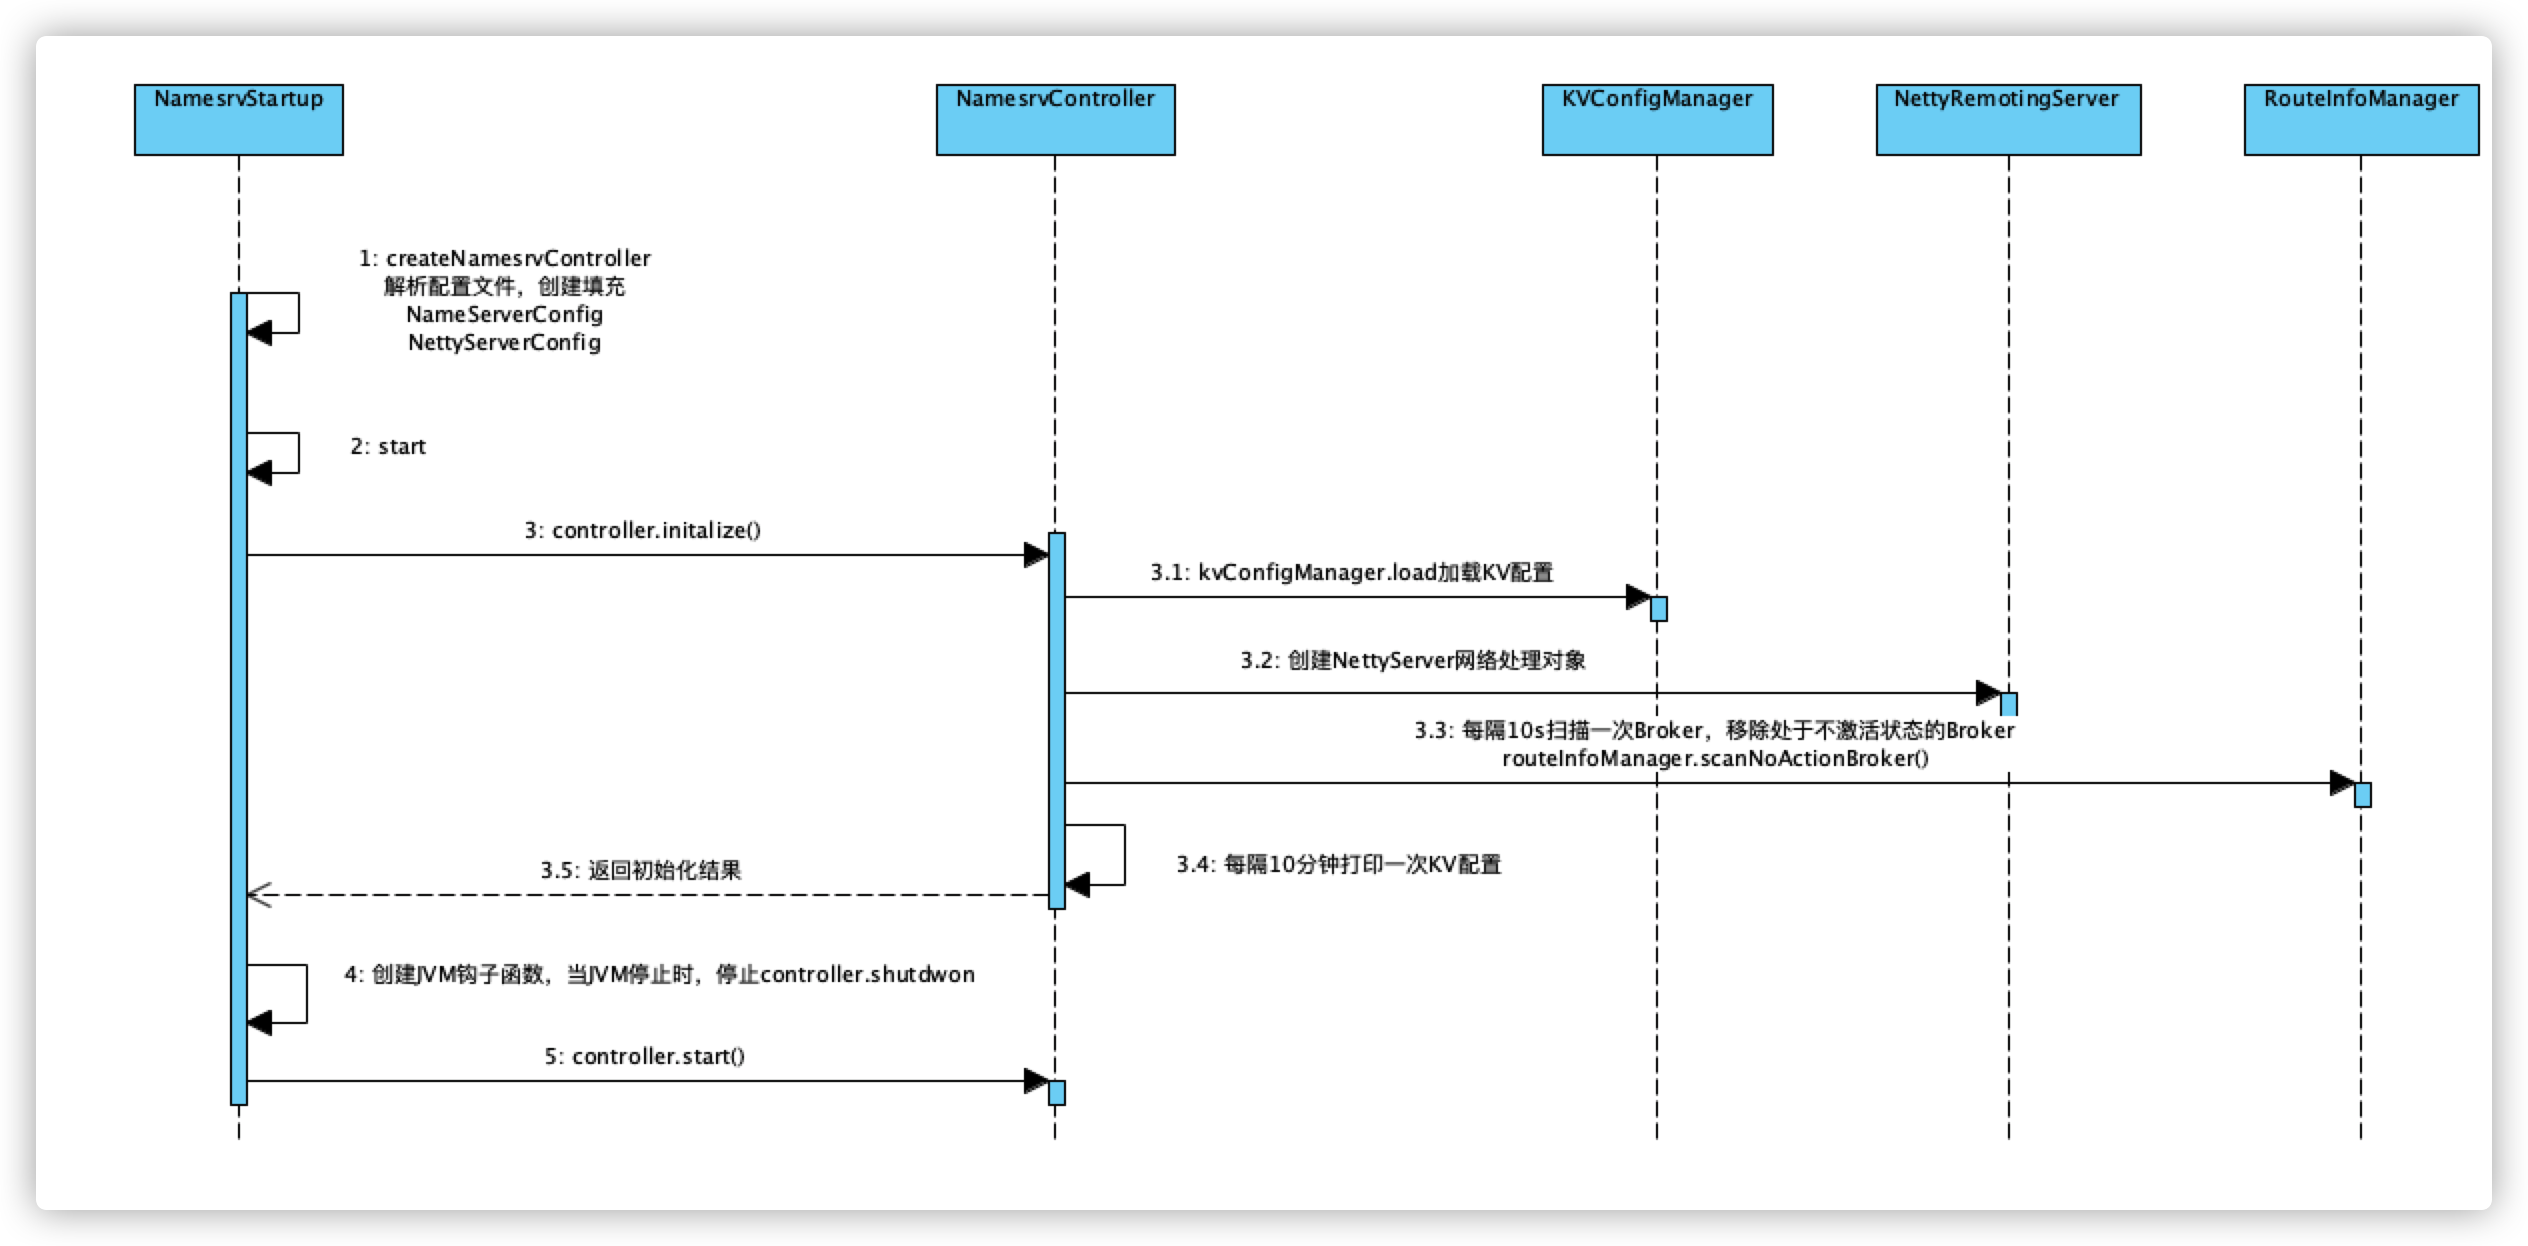 NamesrvStartup
NamesrvController
KVConfigManager
NettyRemotingServer
RouteInfoManager
1: createNamesrvController
解析配置文件，创建填充
NameServerConfig
NettyServerConfig
2: start
3: controller.initalize()
3.1: kvConfigManager.load加载KV配置
3.2: 创建NettyServer网络处理对象
3.3: 每隔10s扫描一次Broker，移除处于不激活状态的Broker
routeInfoManager.scanNoActionBroker()
3.4: 每隔10分钟打印一次KV配置
3.5: 返回初始化结果
4: 创建JVM钩子函数，当JVM停止时，停止controller.shutdwon
5: controller.start()